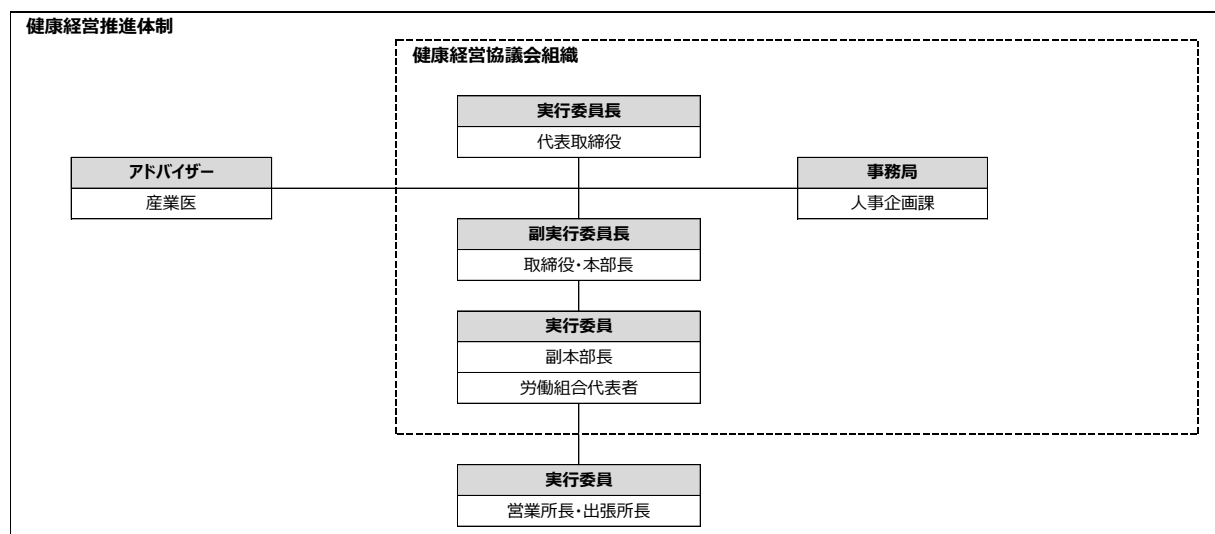 健康経営推進体制
健康経営協議会組織
実行委員長
代表取締役
アドバイザー
産業医
事務局
人事企画課
副実行委員長
取締役・本部長
実行委員
副本部長
労働組合代表者
実行委員
営業所長・出張所長